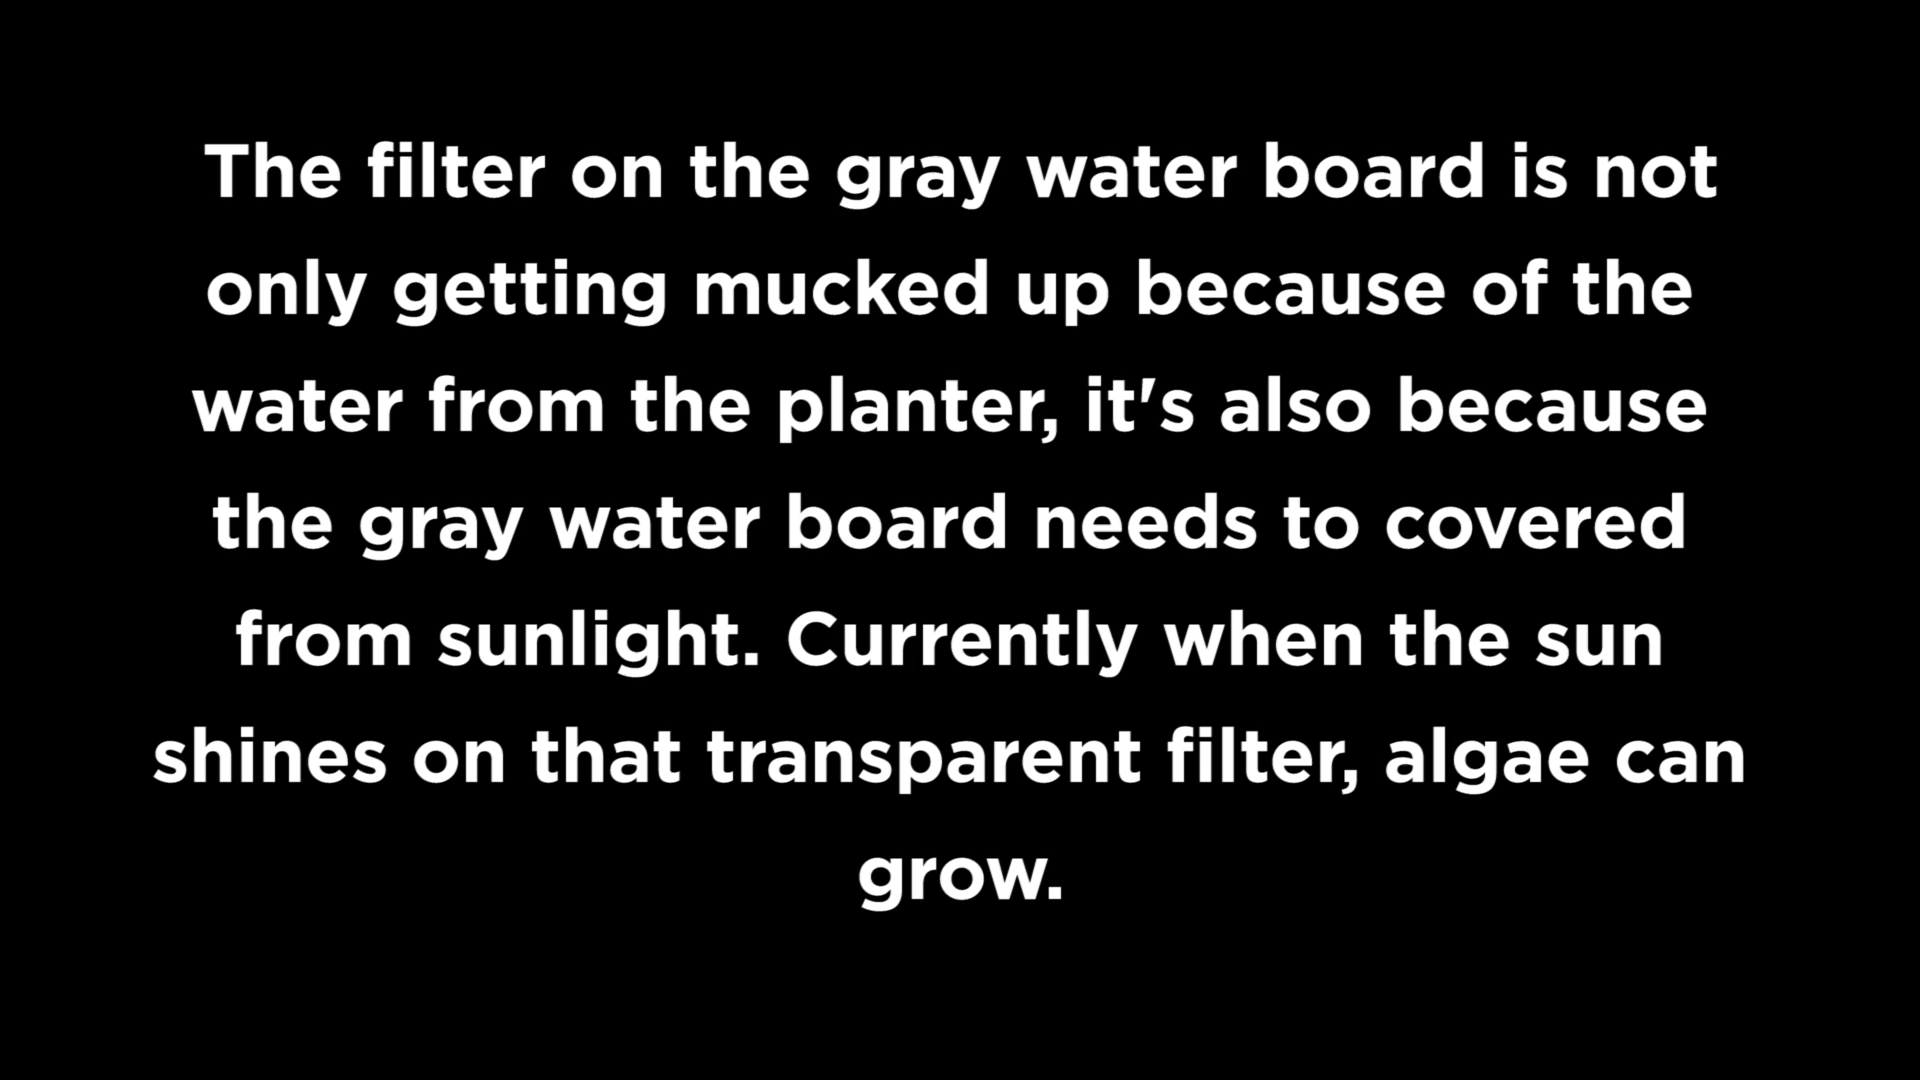 The filter on the gray water board is not
only getting mucked up because of the
water from the planter, it's also because
the gray water board needs to covered
from sunlight. Currently when the sun
shines on that transparent filter, algae can
grow.